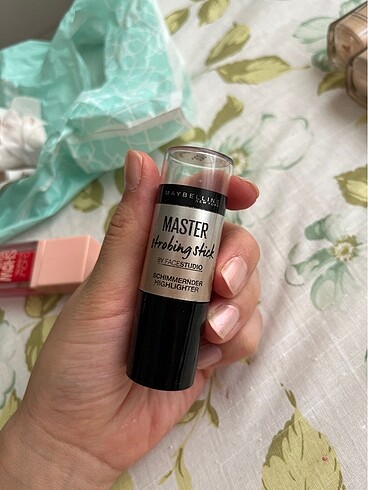 MAYBELLINE
NEW YORK
MASTER
strobing stick
BY FACESTUDIO
SCHIMMERNDER
HIGHLIGHTER